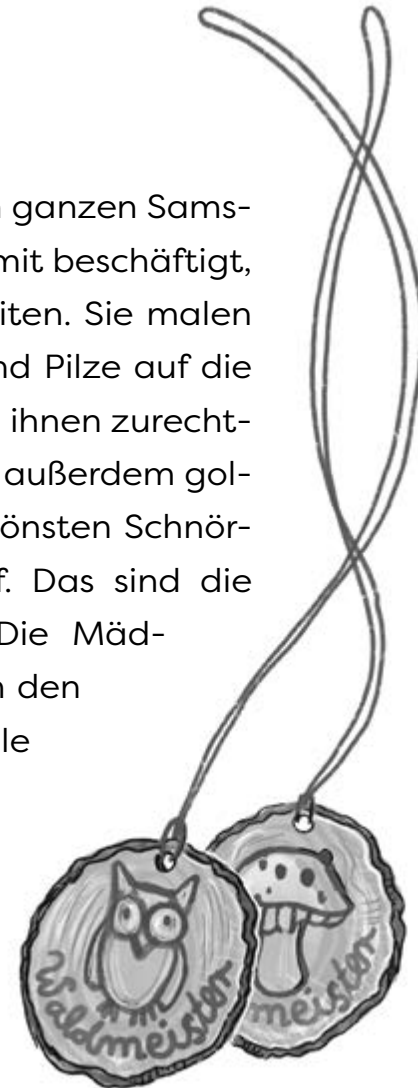 ganzen Sams-
mit beschäftigt,
iten. Sie malen
nd Pilze auf die
ihnen zurecht-
außerdem gol-
önsten Schnör-
f. Das sind die
Die Mäd-
n den
le
Waldmeister
meister